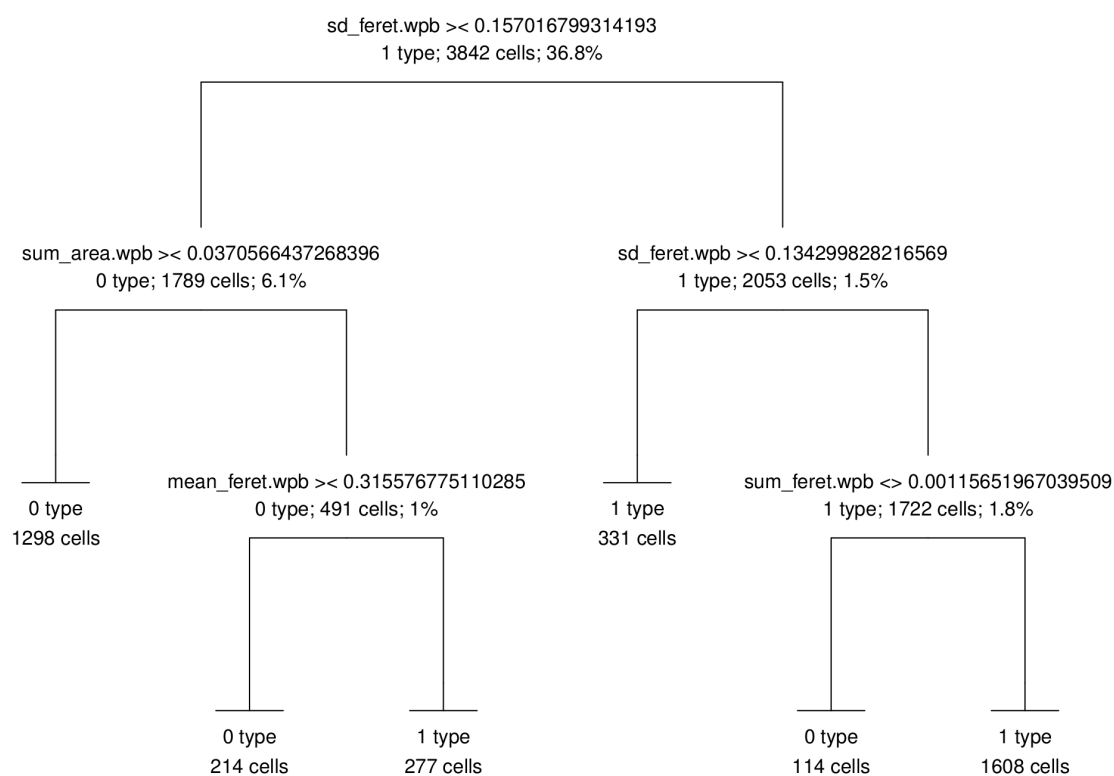 sd_feret.wpb >< 0.157016799314193
1 type; 3842 cells; 36.8%
sum_area.wpb >< 0.0370566437268396
0 type; 1789 cells; 6.1%
sd_feret.wpb >< 0.134299828216569
1 type; 2053 cells; 1.5%
0 type
1298 cells
mean_feret.wpb >< 0.315576775110285
0 type; 491 cells; 1%
1 type
331 cells
sum_feret.wpb <> 0.00115651967039509
1 type; 1722 cells; 1.8%
0 type
214 cells
1 type
277 cells
0 type
114 cells
1 type
1608 cells